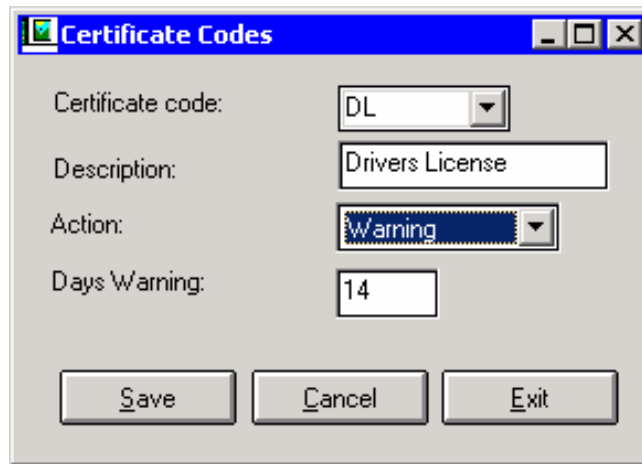 Certificate Codes
Certificate code: DL
Description: Drivers License
Action: Warning
Days Warning: 14
Save Cancel Exit